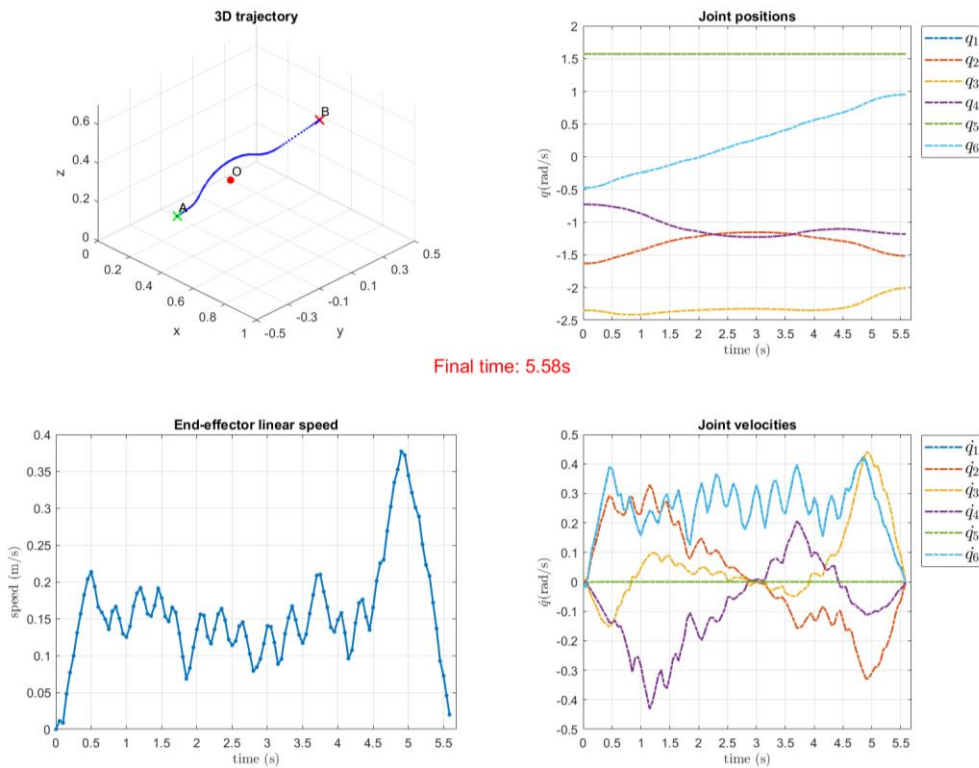 3D trajectory
B
O
A
z
0.6
0.4
0.2
0
0
0.2
0.4
0.6
0.8
1
x
0.5
0.3
0.1
-0.1
-0.3
-0.5
y
Joint positions
2
1.5
1
0.5
0
-0.5
-1
-1.5
-2
-2.5
q(rad/s)
0 0.5 1 1.5 2 2.5 3 3.5 4 4.5 5 5.5
time (s)
q1
q2
q3
q4
q5
q6
Final time: 5.58s
End-effector linear speed
0.4
0.35
0.3
0.25
0.2
0.15
0.1
0.05
0
speed (m/s)
0 0.5 1 1.5 2 2.5 3 3.5 4 4.5 5 5.5
time (s)
Joint velocities
0.5
0.4
0.3
0.2
0.1
0
-0.1
-0.2
-0.3
-0.4
-0.5
q̇(rad/s)
0 0.5 1 1.5 2 2.5 3 3.5 4 4.5 5 5.5
time (s)
q̇1
q̇2
q̇3
q̇4
q̇5
q̇6